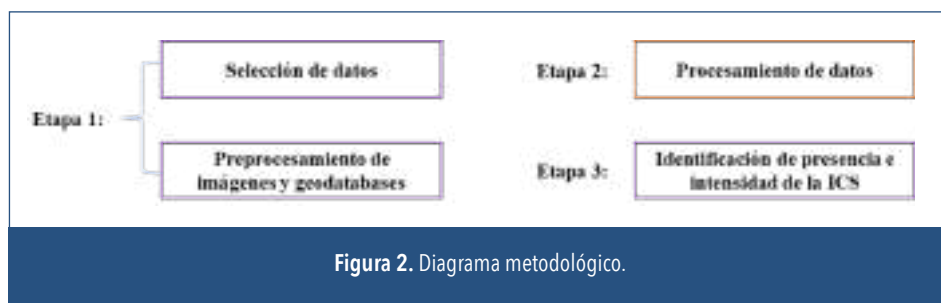 Etapa 1:
Selección de datos
Preprocesamiento de
imágenes y geodatabases
Etapa 2:
Procesamiento de datos
Etapa 3:
Identificación de presencia e
intensidad de la ICS
Figura 2. Diagrama metodológico.